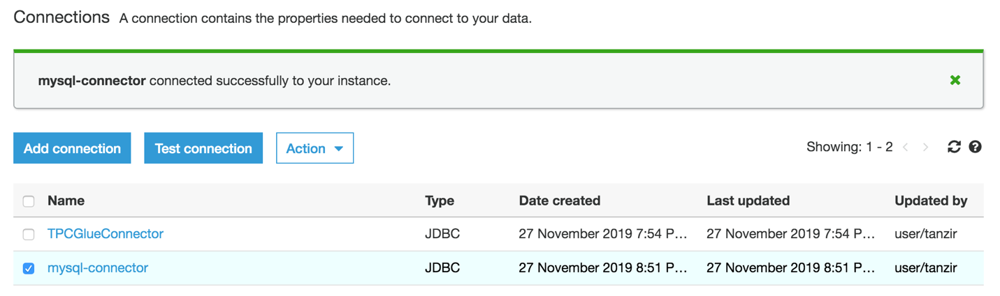 Connections A connection contains the properties needed to connect to your data.
mysql-connector connected successfully to your instance.
Add connection Test connection Action Showing: 1 - 2
Name Type Date created Last updated Updated by
TPCGlueConnector JDBC 27 November 2019 7:54 P... 27 November 2019 7:54 P... user/tanzir
mysql-connector JDBC 27 November 2019 8:51 P... 27 November 2019 8:51 P... user/tanzir